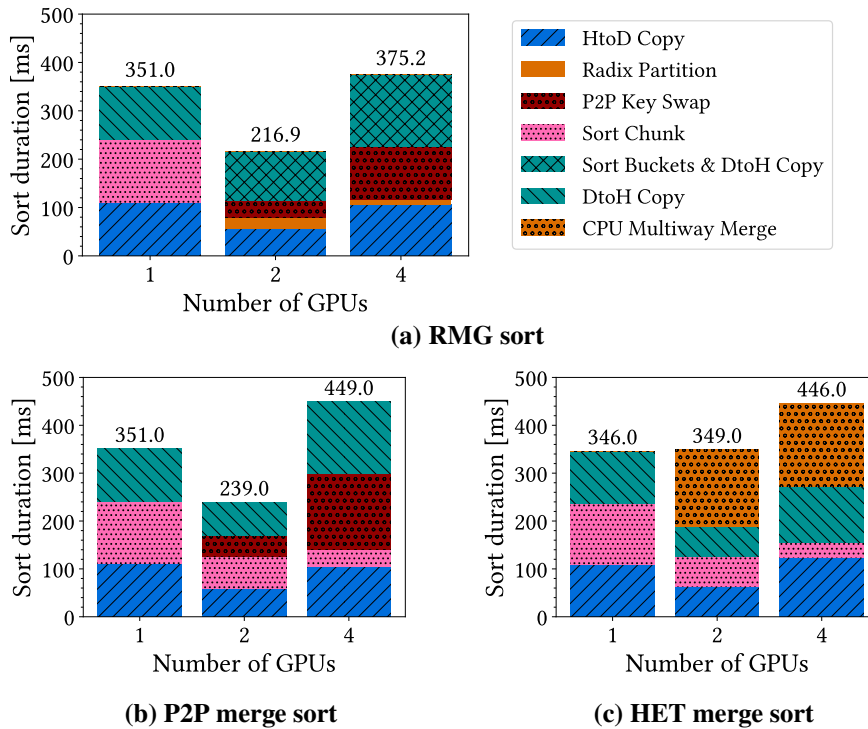 500
400
300
200
100
0
Sort duration [ms]
351.0
216.9
375.2
1
2
4
Number of GPUs
HtoD Copy
Radix Partition
P2P Key Swap
Sort Chunk
Sort Buckets & DtoH Copy
DtoH Copy
CPU Multiway Merge
(a) RMG sort
500
400
300
200
100
0
Sort duration [ms]
351.0
239.0
449.0
1
2
4
Number of GPUs
(b) P2P merge sort
500
400
300
200
100
0
Sort duration [ms]
346.0
349.0
446.0
1
2
4
Number of GPUs
(c) HET merge sort